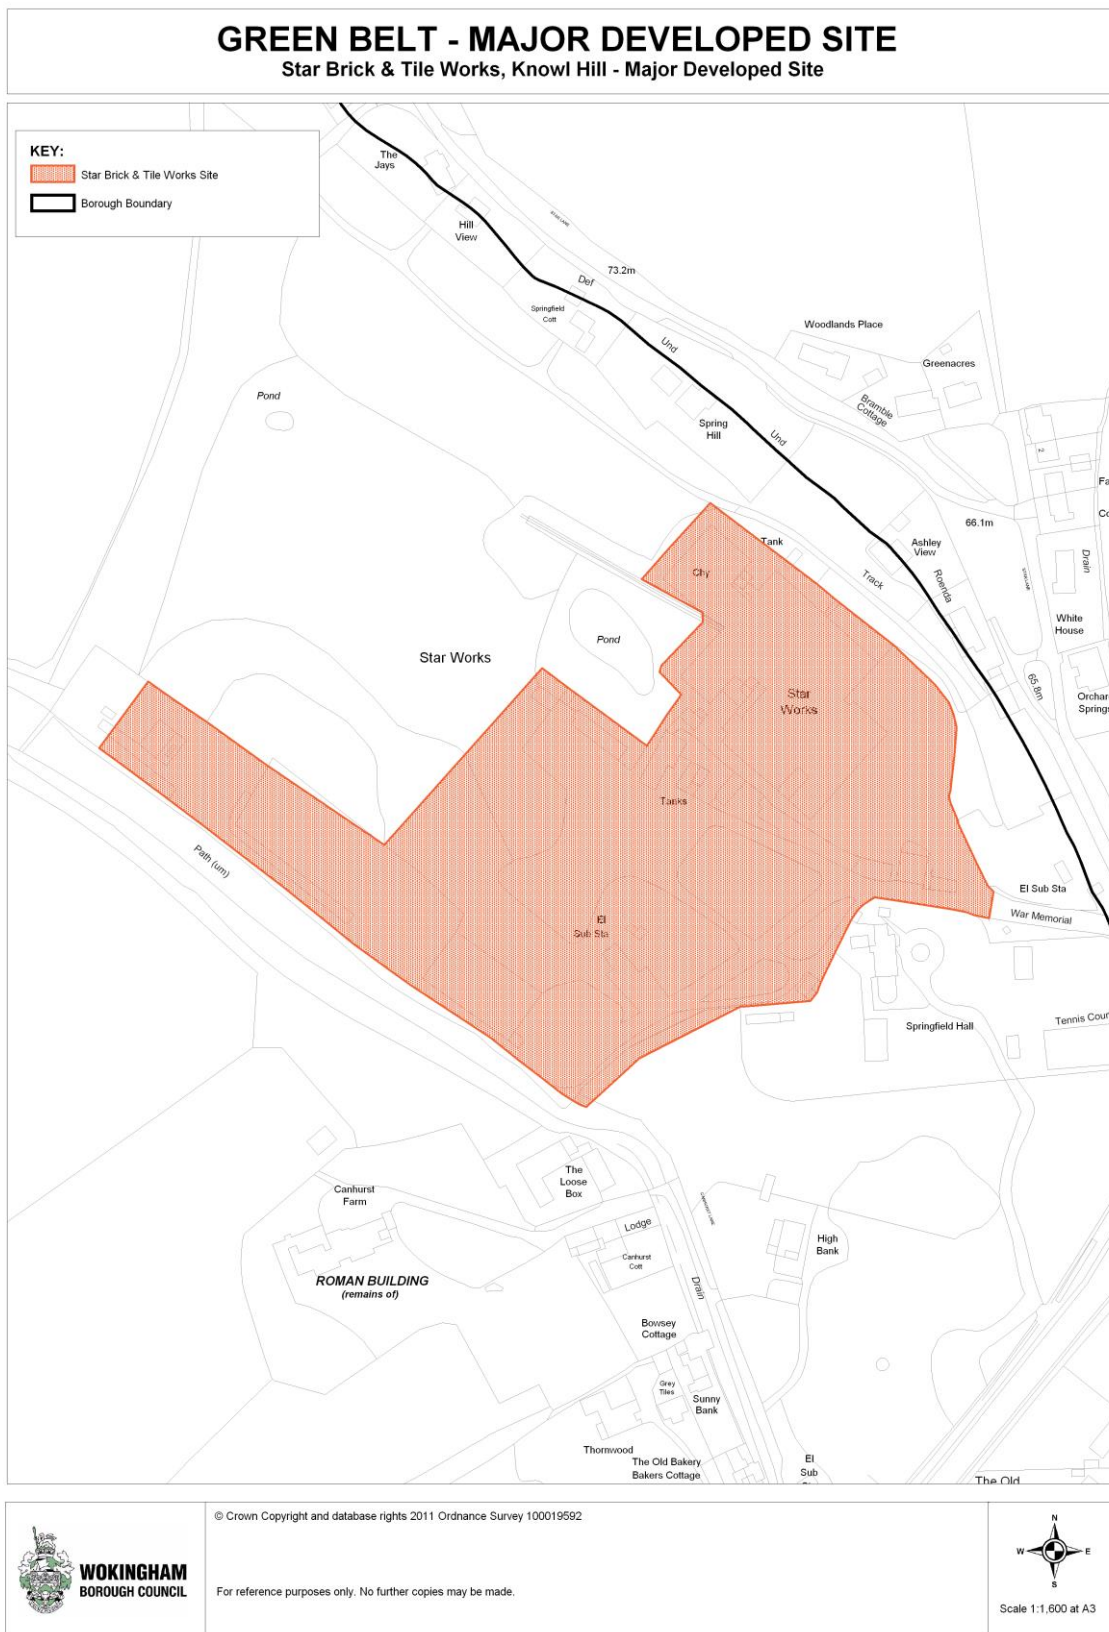 GREEN BELT - MAJOR DEVELOPED SITE
Star Brick & Tile Works, Knowl Hill - Major Developed Site
KEY:
Star Brick & Tile Works Site
Borough Boundary
The
Jays
Hill
View
STAR LANE
73.2m
Def
Springfield
Cott
Und
Woodlands Place
Greenacres
Bramble
Cottage
Pond
Spring
Hill
Und
Fa
Co
66.1m
Tank
Ashley
View
Drain
Clay
Track
Roenda
White
House
Pond
Star Works
65.8m
Star
Works
Orchar
Springs
Tanks
Path (um)
El Sub Sta
War Memorial
El
Sub Sta
Springfield Hall
Tennis Cour
The
Loose
Box
Canhurst
Farm
Lodge
CANHURST LANE
High
Bank
Canhurst
Cott
ROMAN BUILDING
(remains of)
Drain
Bowsey
Cottage
Grey
Tiles
Sunny
Bank
Thornwood
The Old Bakery
Bakers Cottage
El
Sub
The Old
WOKINGHAM
BOROUGH COUNCIL
© Crown Copyright and database rights 2011 Ordnance Survey 100019592
For reference purposes only. No further copies may be made.
N
W E
S
Scale 1:1,600 at A3